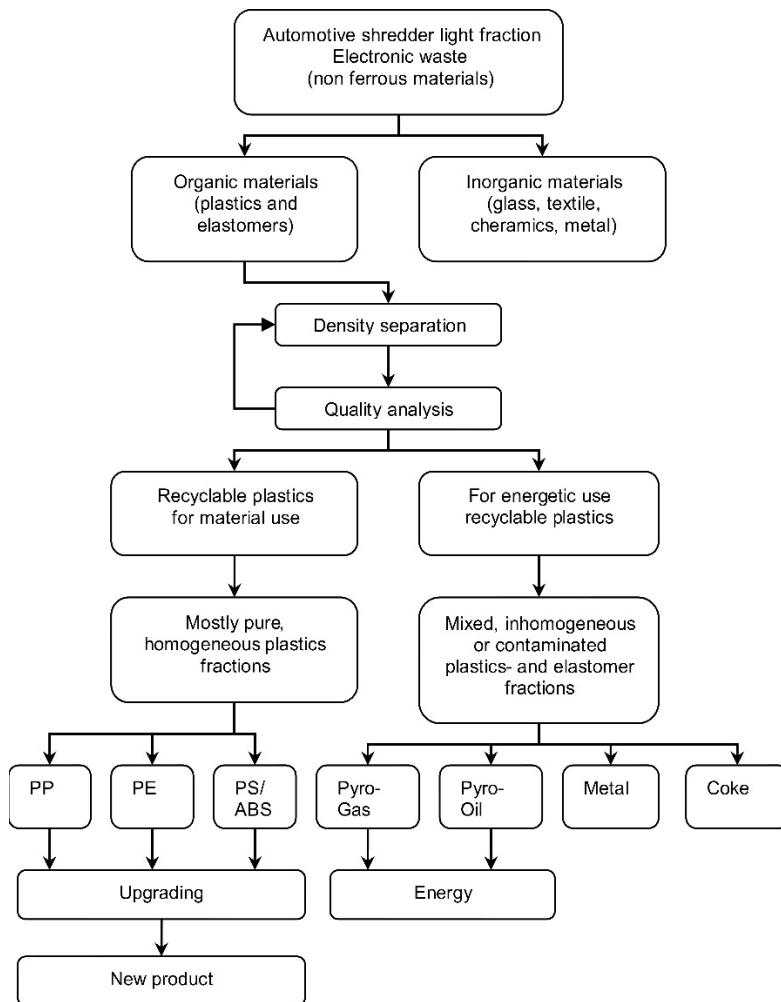 Automotive shredder light fraction
Electronic waste
(non ferrous materials)
Organic materials
(plastics and
elastomers)
Inorganic materials
(glass, textile,
cheramics, metal)
Density separation
Quality analysis
Recyclable plastics
for material use
For energetic use
recyclable plastics
Mostly pure,
homogeneous plastics
fractions
Mixed, inhomogeneous
or contaminated
plastics- and elastomer
fractions
PP
PE
PS/
ABS
Pyro-
Gas
Pyro-
Oil
Metal
Coke
Upgrading
Energy
New product